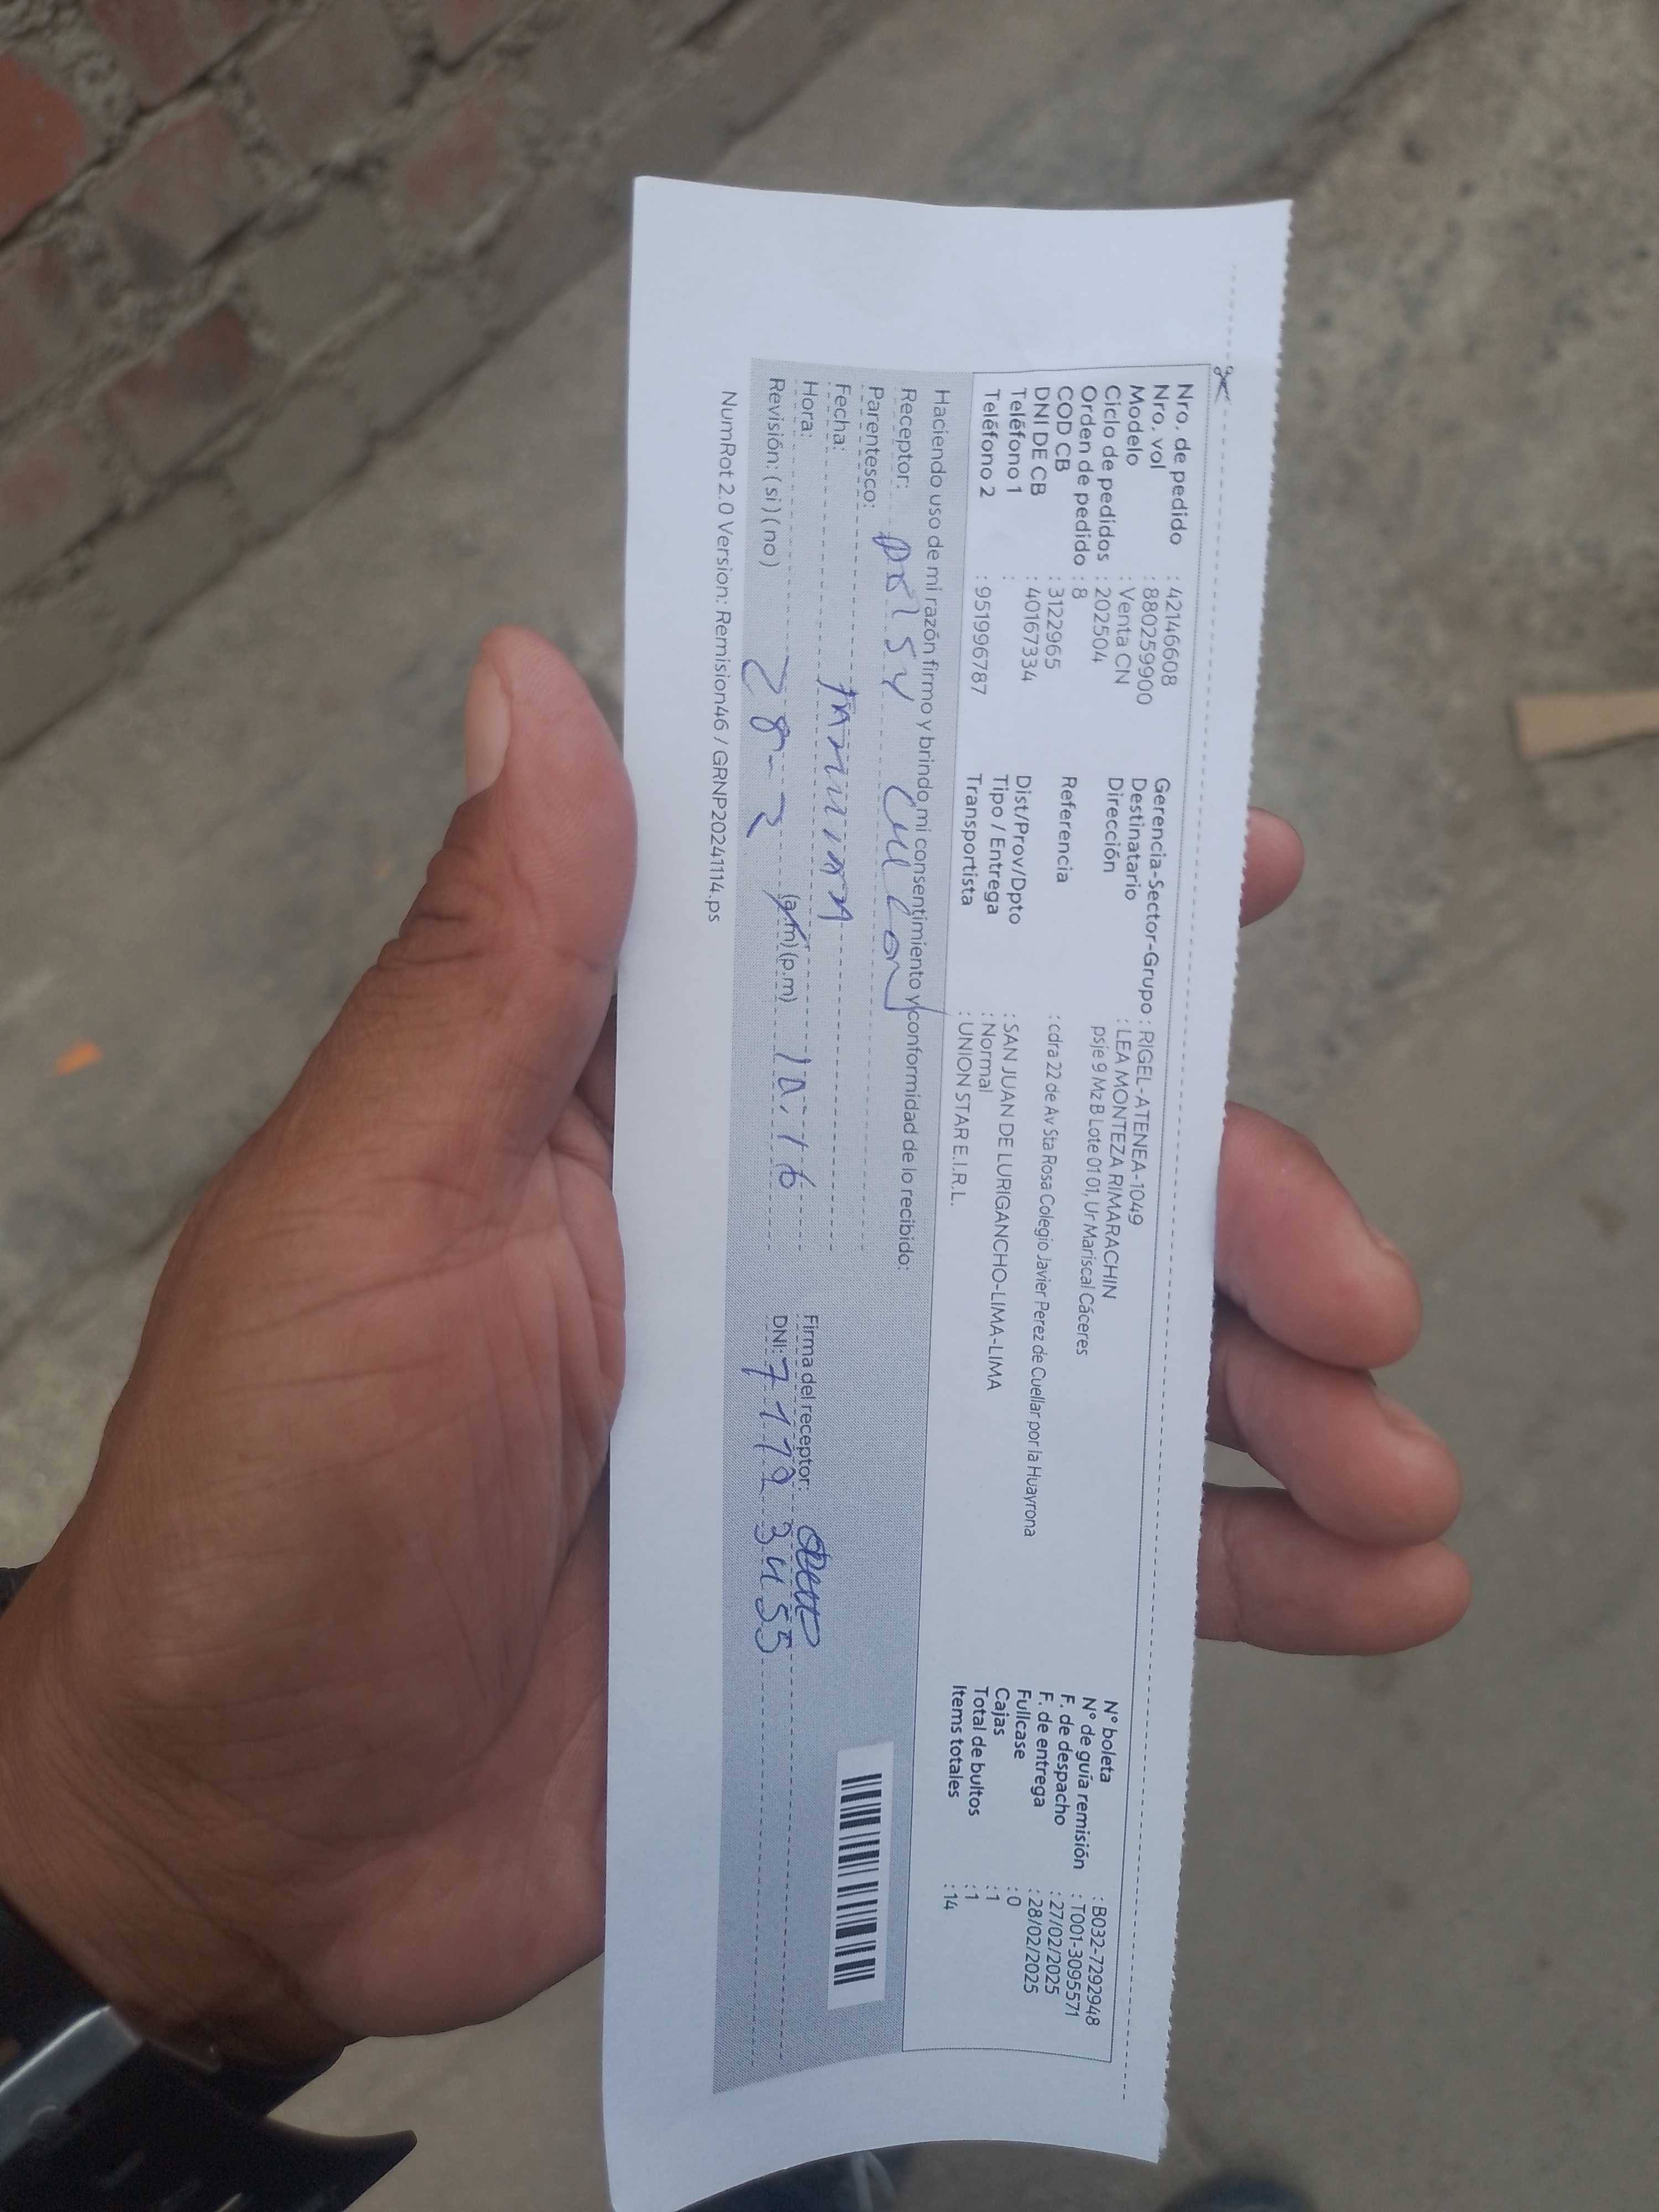 Nro. de pedido : 42146608
Nro. vol : 880259900
Modelo : Venta CN
Ciclo de pedidos : 202504
Orden de pedido : 8
COD CB : 3122965
DNI DE CB : 40167334
Teléfono 1 :
Teléfono 2 : 951996787
Gerencia-Sector-Grupo : RIGEL-ATENEA-1049
Destinatario : LEA MONTEZA RIMARACHIN
Dirección psje 9 Mz B Lote 01 01, Ur Mariscal Cáceres
Referencia : cdra 22 de Av Sta Rosa Colegio Javier Perez de Cuellar por la Huayrona
Dist/Prov/Dpto : SAN JUAN DE LURIGANCHO-LIMA-LIMA
Tipo / Entrega : Normal
Transportista : UNION STAR E.I.R.L.
N° boleta : B032-7292948
N° de guía remisión : T001-3095571
F. de despacho : 27/02/2025
F. de entrega : 28/02/2025
Fullcase : 0
Cajas : 1
Total de bultos : 1
Items totales : 14
Haciendo uso de mi razón firmo y brindo mi consentimiento y conformidad de lo recibido:
Receptor:
Parentesco:
Fecha:
Hora: (a.m) (p.m) 10:16
Revisión: (si) (no) 28-2
Firma del receptor:
DNI: 71723455
NumRot 2.0 Version: Remision46 / GRNP20241114.ps